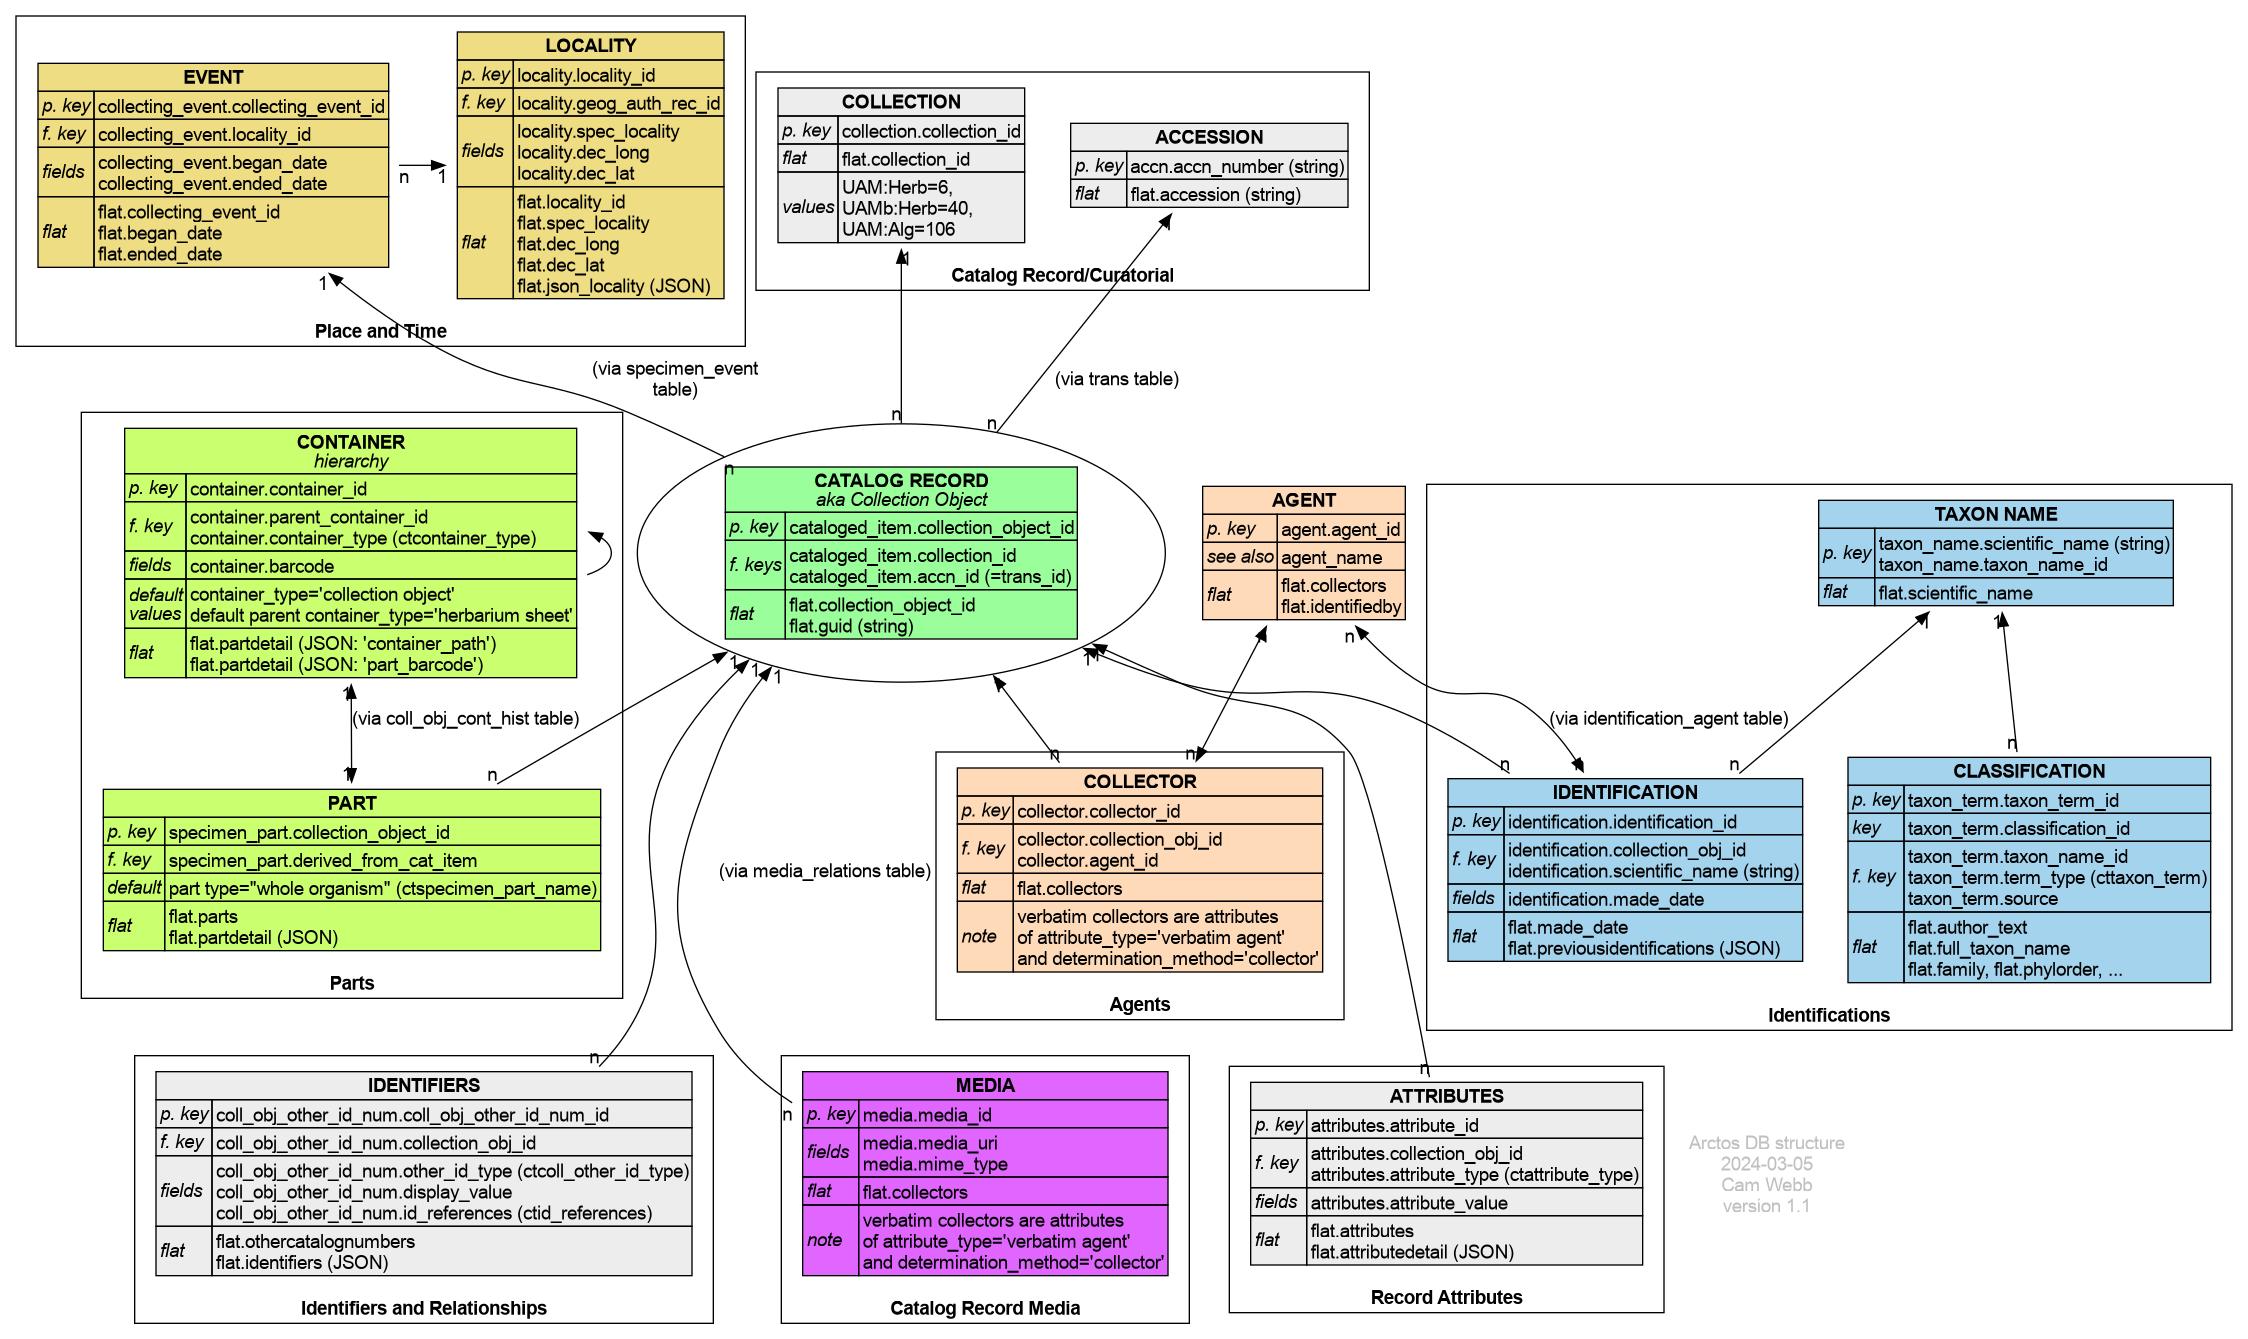 EVENT
p. key collecting_event.collecting_event_id
f. key collecting_event.locality_id
fields collecting_event.began_date
collecting_event.ended_date
flat flat.collecting_event_id
flat.began_date
flat.ended_date
n 1
LOCALITY
p. key locality.locality_id
f. key locality.geog_auth_rec_id
fields locality.spec_locality
locality.dec_long
locality.dec_lat
flat flat.locality_id
flat.spec_locality
flat.dec_long
flat.dec_lat
flat.json_locality (JSON)
1
Place and Time
COLLECTION
p. key collection.collection_id
flat flat.collection_id
values UAM:Herb=6,
UAMb:Herb=40,
UAM:Alg=106
1
ACCESSION
p. key accn.accn_number (string)
flat flat.accession (string)
1
Catalog Record/Curatorial
(via specimen_event
table)
(via trans table)
n
n
n
CONTAINER
hierarchy
p. key container.container_id
f. key container.parent_container_id
container.container_type (ctcontainer_type)
fields container.barcode
default
values container_type='collection object'
default parent container_type='herbarium sheet'
flat flat.partdetail (JSON: 'container_path')
flat.partdetail (JSON: 'part_barcode')
1
(via coll_obj_cont_hist table)
1
n
PART
p. key specimen_part.collection_object_id
f. key specimen_part.derived_from_cat_item
default part type="whole organism" (ctspecimen_part_name)
flat flat.parts
flat.partdetail (JSON)
Parts
CATALOG RECORD
aka Collection Object
p. key cataloged_item.collection_object_id
f. keys cataloged_item.collection_id
cataloged_item.accn_id (=trans_id)
flat flat.collection_object_id
flat.guid (string)
1 1 1
1
1 1
AGENT
p. key agent.agent_id
see also agent_name
flat flat.collectors
flat.identifiedby
1 n
TAXON NAME
p. key taxon_name.scientific_name (string)
taxon_name.taxon_name_id
flat flat.scientific_name
1 1
(via identification_agent table)
n n n n
IDENTIFICATION
p. key identification.identification_id
f. key identification.collection_obj_id
identification.scientific_name (string)
fields identification.made_date
flat flat.made_date
flat.previousidentifications (JSON)
CLASSIFICATION
p. key taxon_term.taxon_term_id
key taxon_term.classification_id
f. key taxon_term.taxon_name_id
taxon_term.term_type (cttaxon_term)
taxon_term.source
flat flat.author_text
flat.full_taxon_name
flat.family, flat.phylorder, ...
Identifications
n n
COLLECTOR
p. key collector.collector_id
f. key collector.collection_obj_id
collector.agent_id
flat flat.collectors
note verbatim collectors are attributes
of attribute_type='verbatim agent'
and determination_method='collector'
Agents
(via media_relations table)
n
IDENTIFIERS
p. key coll_obj_other_id_num.coll_obj_other_id_num_id
f. key coll_obj_other_id_num.collection_obj_id
fields coll_obj_other_id_num.other_id_type (ctcoll_other_id_type)
coll_obj_other_id_num.display_value
coll_obj_other_id_num.id_references (ctid_references)
flat flat.othercatalognumbers
flat.identifiers (JSON)
Identifiers and Relationships
n
MEDIA
p. key media.media_id
fields media.media_uri
media.mime_type
flat flat.collectors
note verbatim collectors are attributes
of attribute_type='verbatim agent'
and determination_method='collector'
Catalog Record Media
n
ATTRIBUTES
p. key attributes.attribute_id
f. key attributes.collection_obj_id
attributes.attribute_type (ctattribute_type)
fields attributes.attribute_value
flat flat.attributes
flat.attributedetail (JSON)
Record Attributes
Arctos DB structure
2024-03-05
Cam Webb
version 1.1